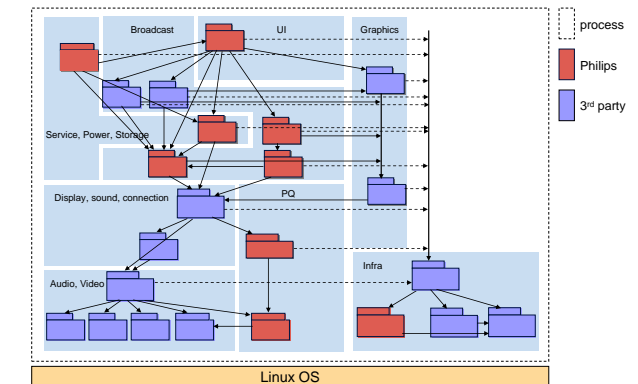 Broadcast
UI
Graphics
process
Philips
3rd party
Service, Power, Storage
Display, sound, connection
PQ
Audio, Video
Infra
Linux OS